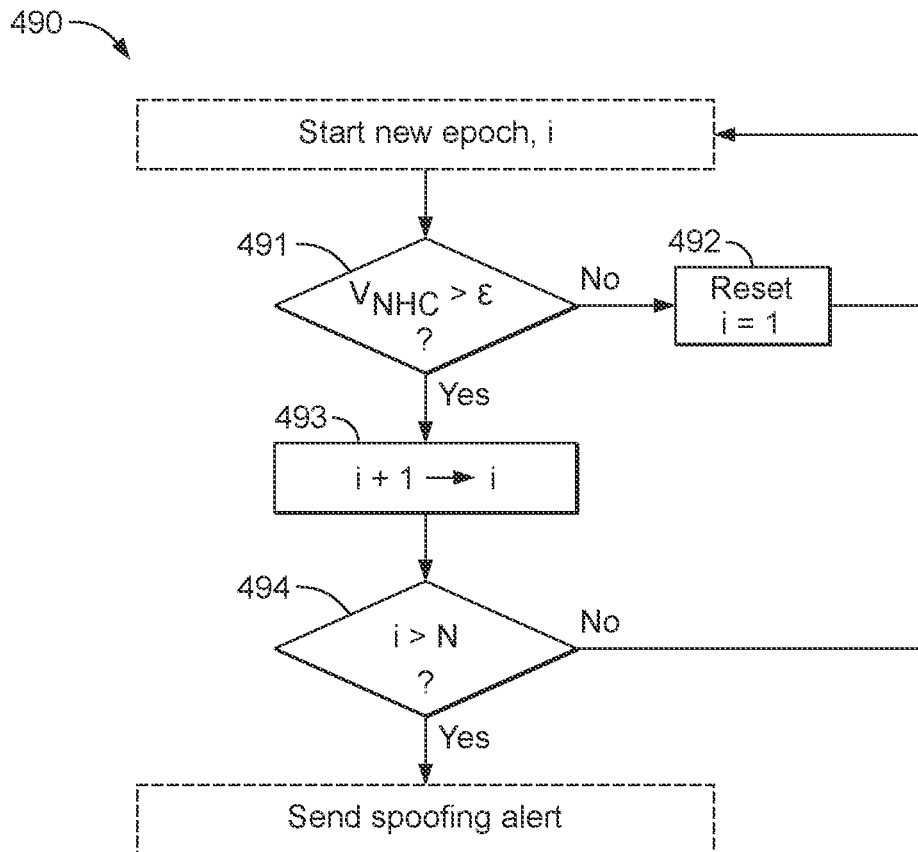 490
Start new epoch, i
491
V_NHC > ε
?
No
492
Reset
i = 1
Yes
493
i + 1 → i
494
i > N
?
No
Yes
Send spoofing alert